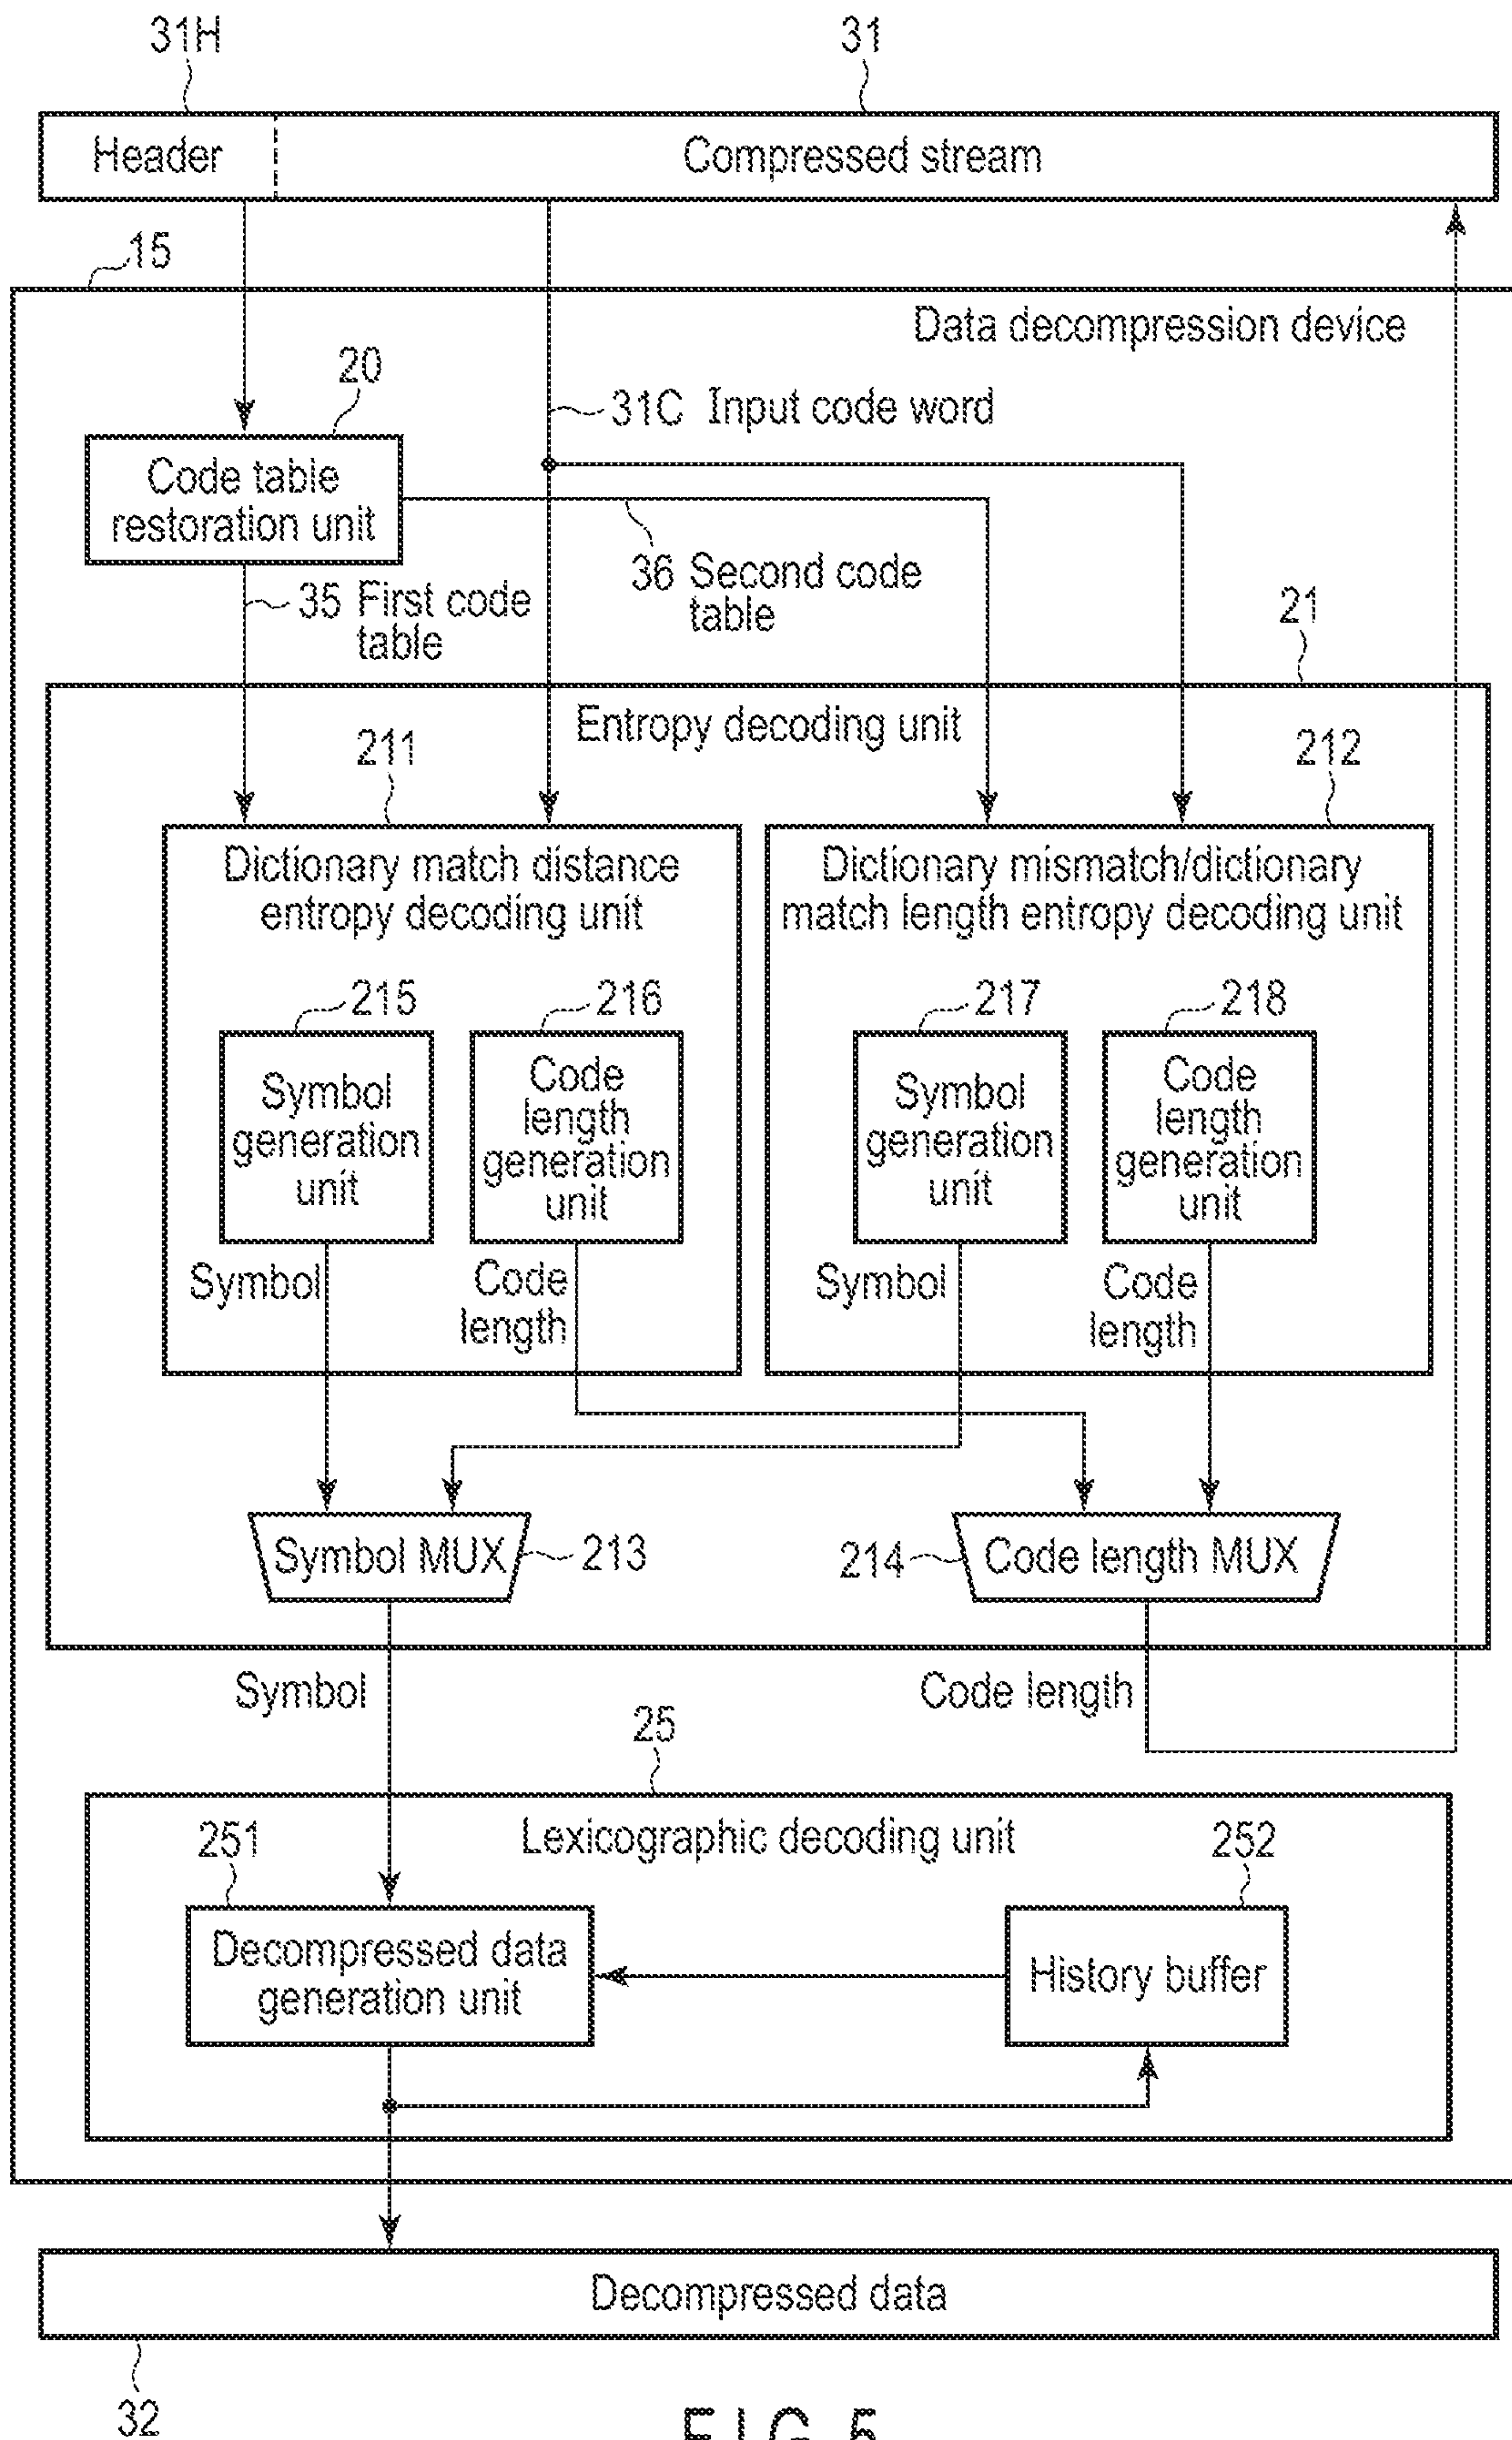 31H
31
Header
Compressed stream
15
Data decompression device
20
31C Input code word
Code table
restoration unit
36 Second code
table
35 First code
table
21
Entropy decoding unit
211
212
Dictionary match distance
entropy decoding unit
Dictionary mismatch/dictionary
match length entropy decoding unit
215
216
217
218
Symbol
generation
unit
Code
length
generation
unit
Symbol
generation
unit
Code
length
generation
unit
Symbol
Code
length
Symbol
Code
length
Symbol MUX
213
214
Code length MUX
Symbol
Code length
25
Lexicographic decoding unit
251
252
Decompressed data
generation unit
History buffer
Decompressed data
32
FIG. 5